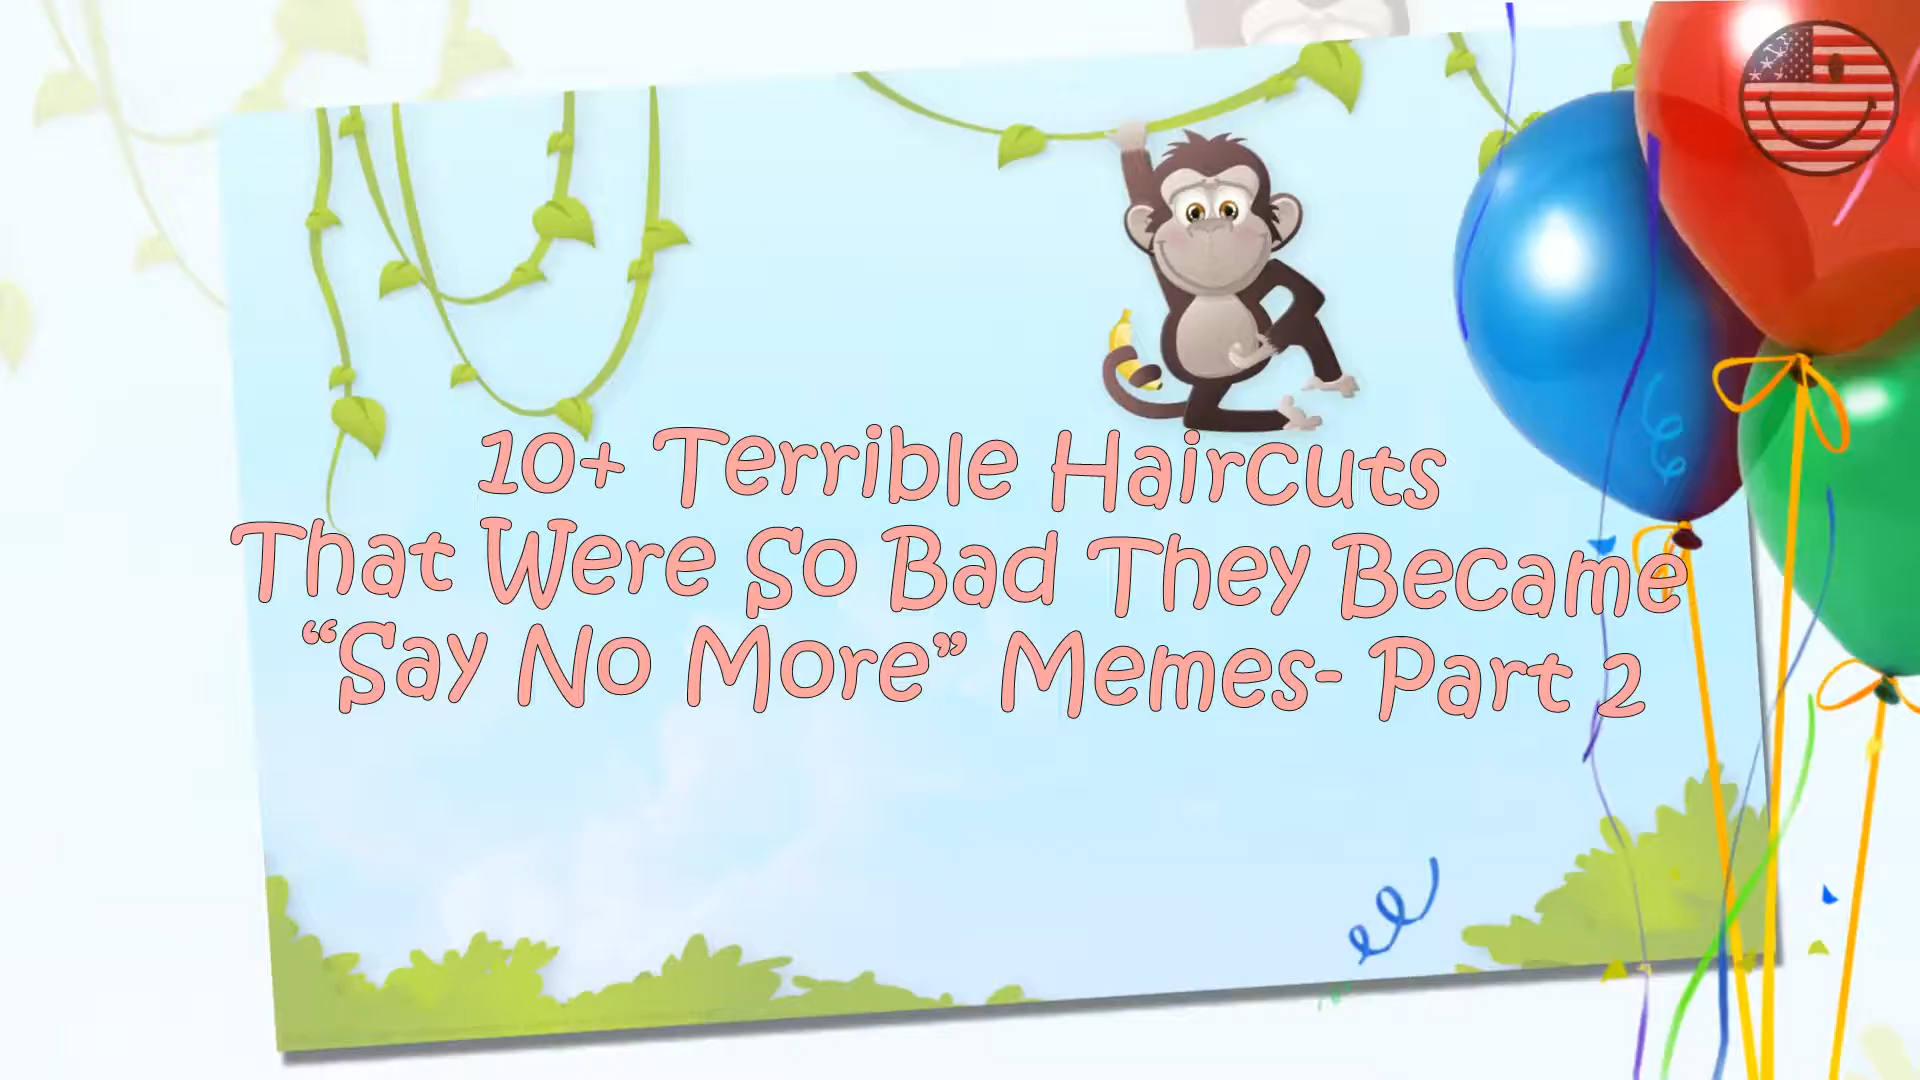 10+ Terrible Haircuts
That Were So Bad They Became
“Say No More” Memes- Part 2